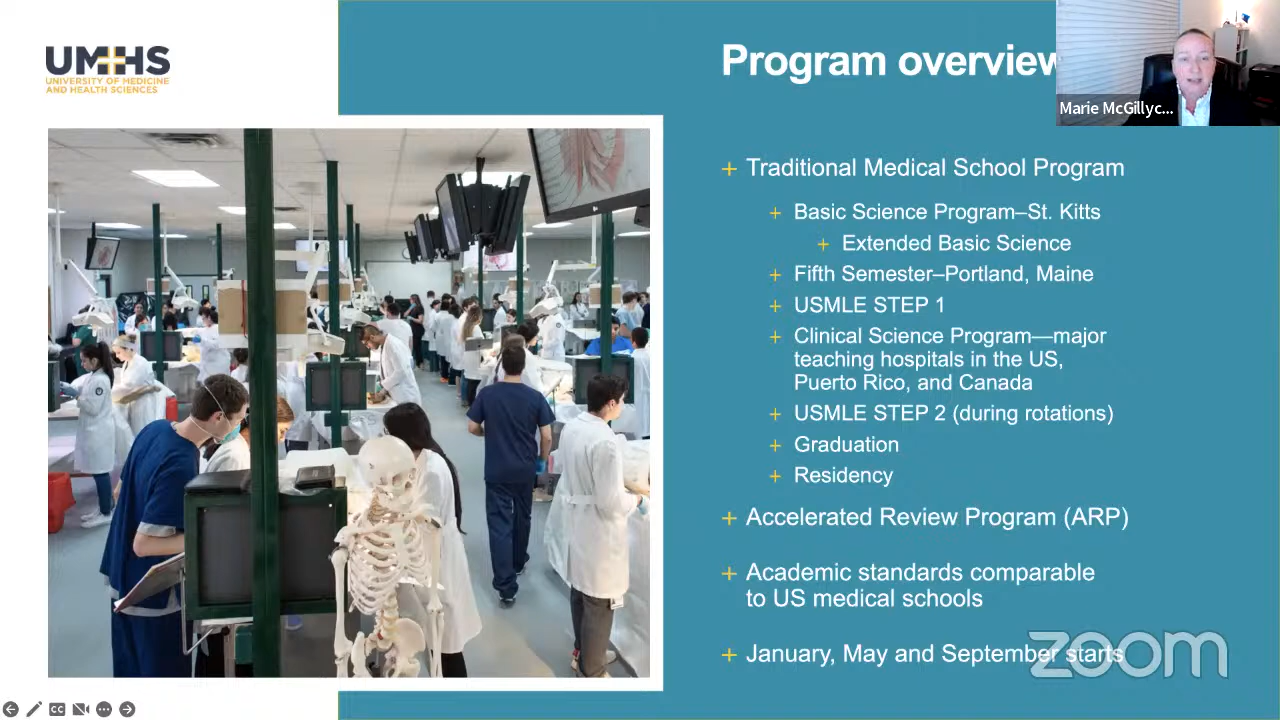 UMHS
UNIVERSITY OF MEDICINE
AND HEALTH SCIENCES
Program overview
Marie McGillyc...
+ Traditional Medical School Program
+ Basic Science Program–St. Kitts
+ Extended Basic Science
+ Fifth Semester–Portland, Maine
+ USMLE STEP 1
+ Clinical Science Program—major
teaching hospitals in the US,
Puerto Rico, and Canada
+ USMLE STEP 2 (during rotations)
+ Graduation
+ Residency
+ Accelerated Review Program (ARP)
+ Academic standards comparable
to US medical schools
+ January, May and September starts
zoom
CC